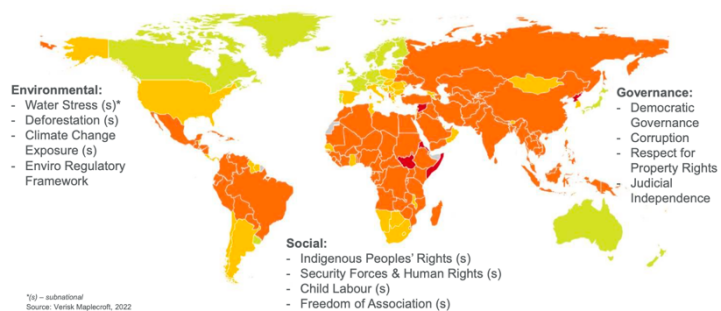 Environmental:
- Water Stress (s)*
- Deforestation (s)
- Climate Change
Exposure (s)
- Enviro Regulatory
Framework
Governance:
- Democratic
Governance
- Corruption
- Respect for
Property Rights
- Judicial
Independence
Social:
- Indigenous Peoples' Rights (s)
- Security Forces & Human Rights (s)
- Child Labour (s)
- Freedom of Association (s)
*(s) – subnational
Source: Verisk Maplecroft, 2022